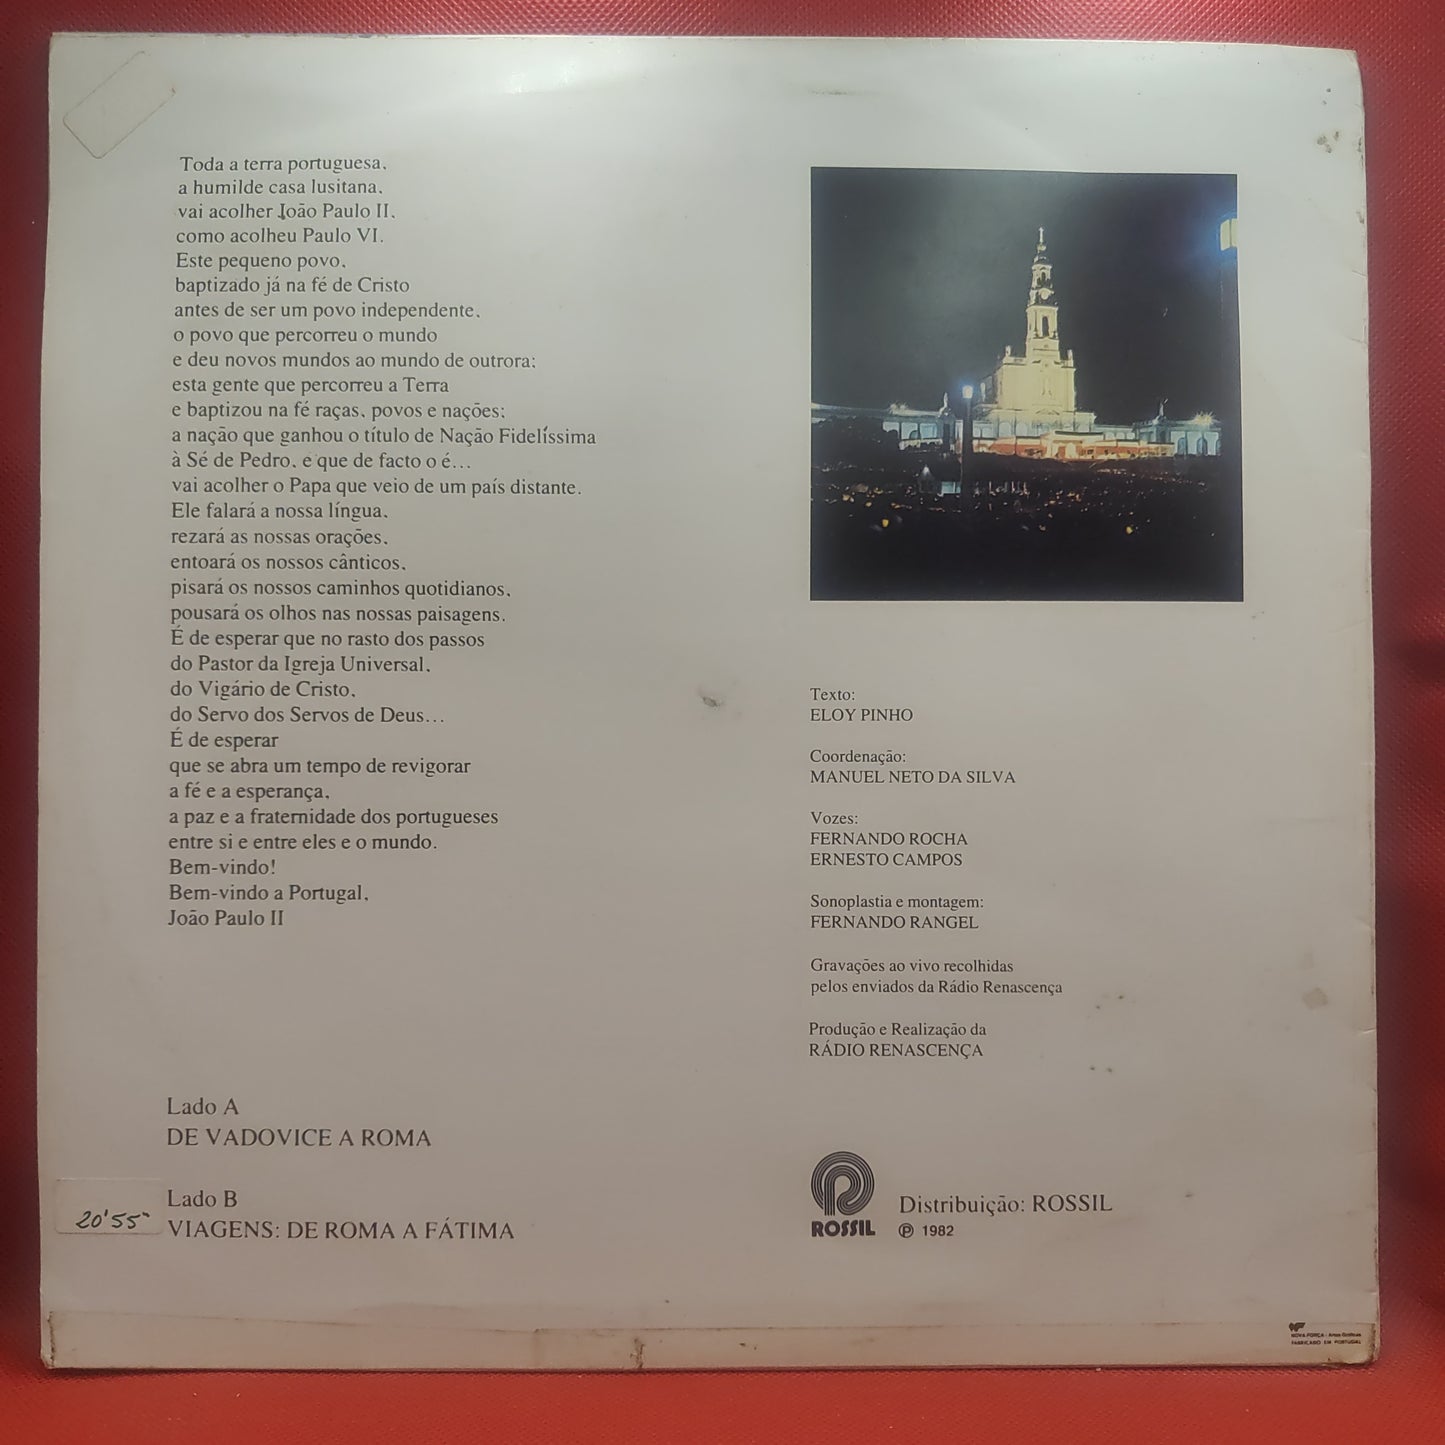 Toda a terra portuguesa,
a humilde casa lusitana,
vai acolher João Paulo II,
como acolheu Paulo VI.
Este pequeno povo,
baptizado já na fé de Cristo
antes de ser um povo independente,
o povo que percorreu o mundo
e deu novos mundos ao mundo de outrora;
esta gente que percorreu a Terra
e baptizou na fé raças, povos e nações;
a nação que ganhou o título de Nação Fidelíssima
à Sé de Pedro, e que de facto o é...
vai acolher o Papa que veio de um país distante.
Ele falará a nossa língua,
rezará as nossas orações,
entoará os nossos cânticos,
pisará os nossos caminhos quotidianos,
pousará os olhos nas nossas paisagens.
É de esperar que no rasto dos passos
do Pastor da Igreja Universal,
do Vigário de Cristo,
do Servo dos Servos de Deus...
É de esperar
que se abra um tempo de revigorar
a fé e a esperança,
a paz e a fraternidade dos portugueses
entre si e entre eles e o mundo.
Bem-vindo!
Bem-vindo a Portugal,
João Paulo II
Lado A
DE VADOVICE A ROMA
Lado B
VIAGENS: DE ROMA A FÁTIMA
20'55"
Texto:
ELOY PINHO
Coordenação:
MANUEL NETO DA SILVA
Vozes:
FERNANDO ROCHA
ERNESTO CAMPOS
Sonoplastia e montagem:
FERNANDO RANGEL
Gravações ao vivo recolhidas
pelos enviados da Rádio Renascença
Produção e Realização da
RÁDIO RENASCENÇA
ROSSIL
Distribuição: ROSSIL
℗ 1982
NOVA FORÇA - Artes Gráficas
FABRICADO EM PORTUGAL